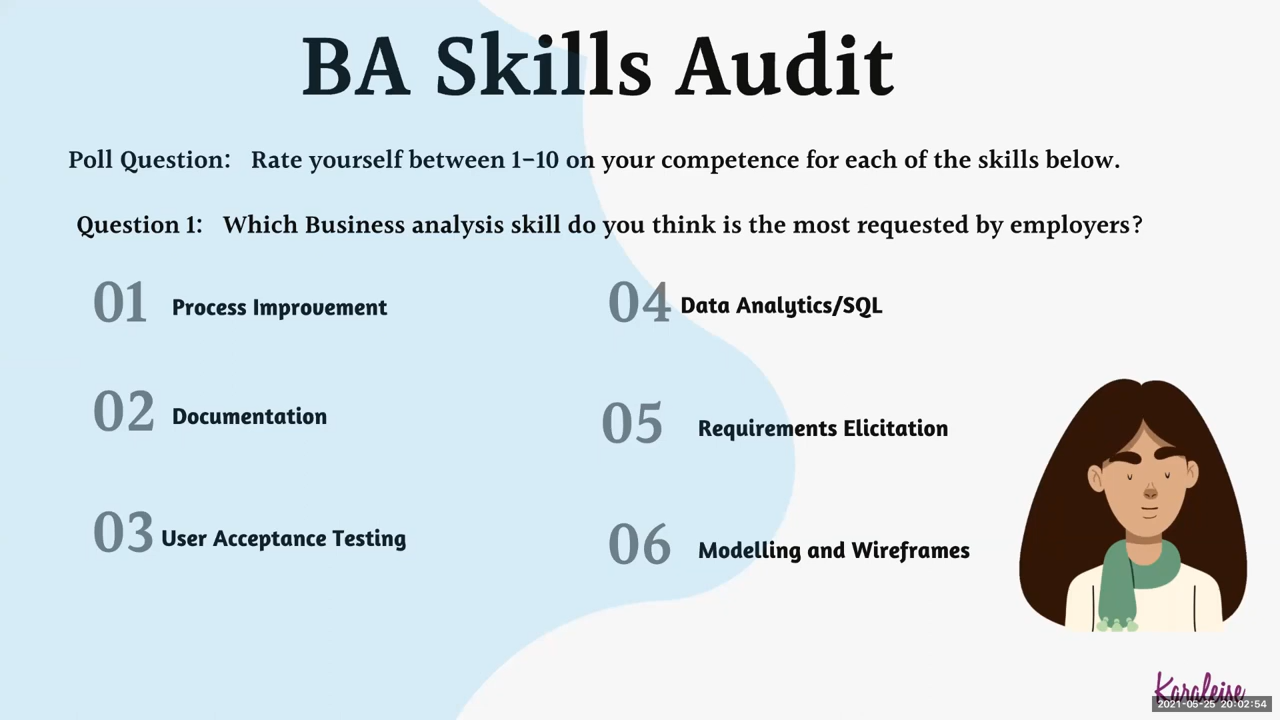 BA Skills Audit
Poll Question: Rate yourself between 1-10 on your competence for each of the skills below.
Question 1: Which Business analysis skill do you think is the most requested by employers?
01 Process Improvement
04 Data Analytics/SQL
02 Documentation
05 Requirements Elicitation
03 User Acceptance Testing
06 Modelling and Wireframes
Karaleise
2021-05-25 20:02:54